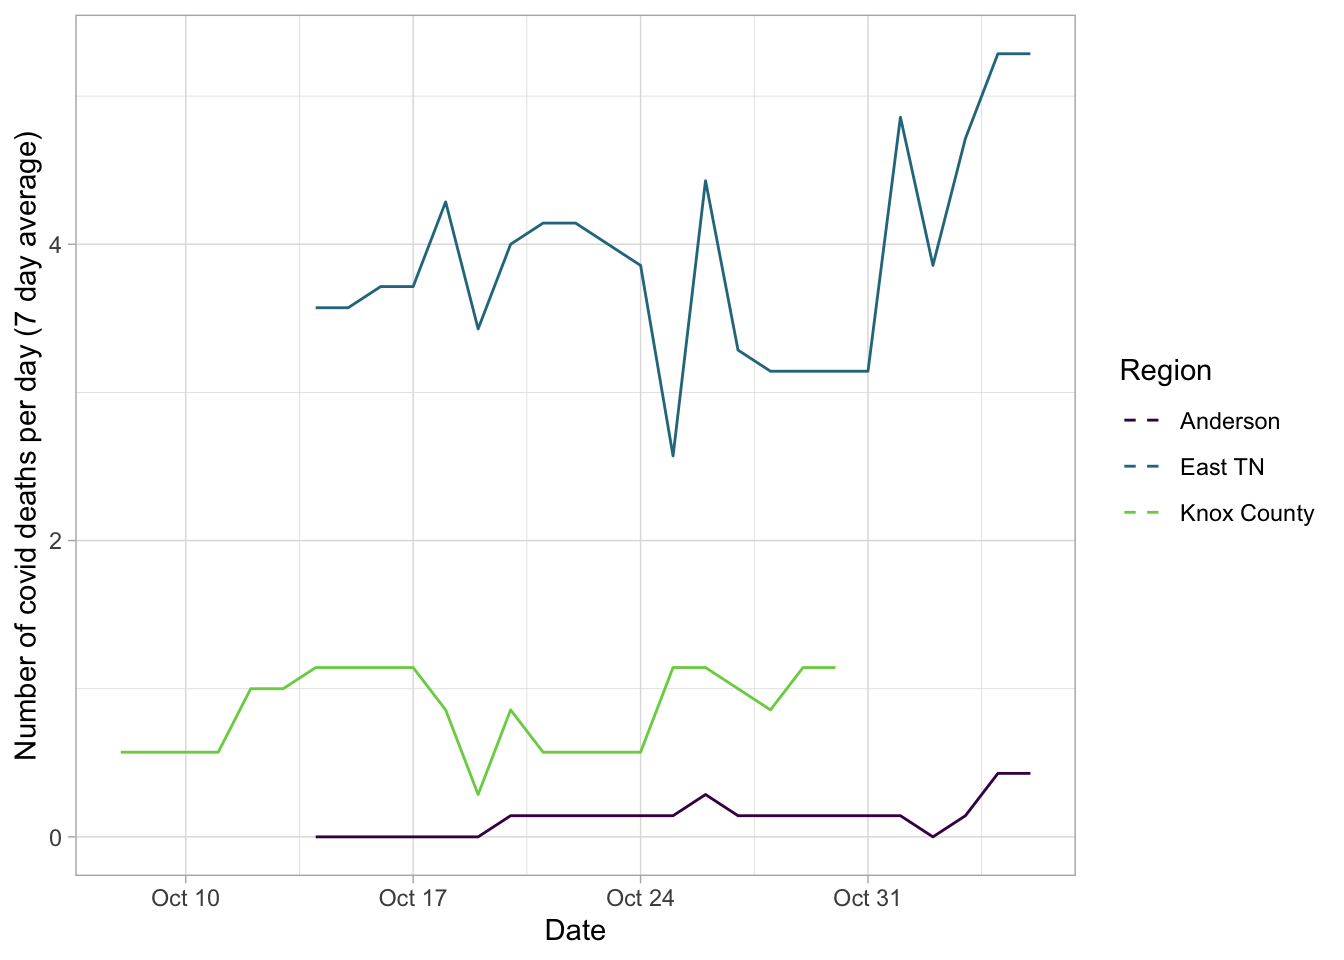 Number of covid deaths per day (7 day average)
4
2
0
Oct 10
Oct 17
Oct 24
Oct 31
Date
Region
Anderson
East TN
Knox County